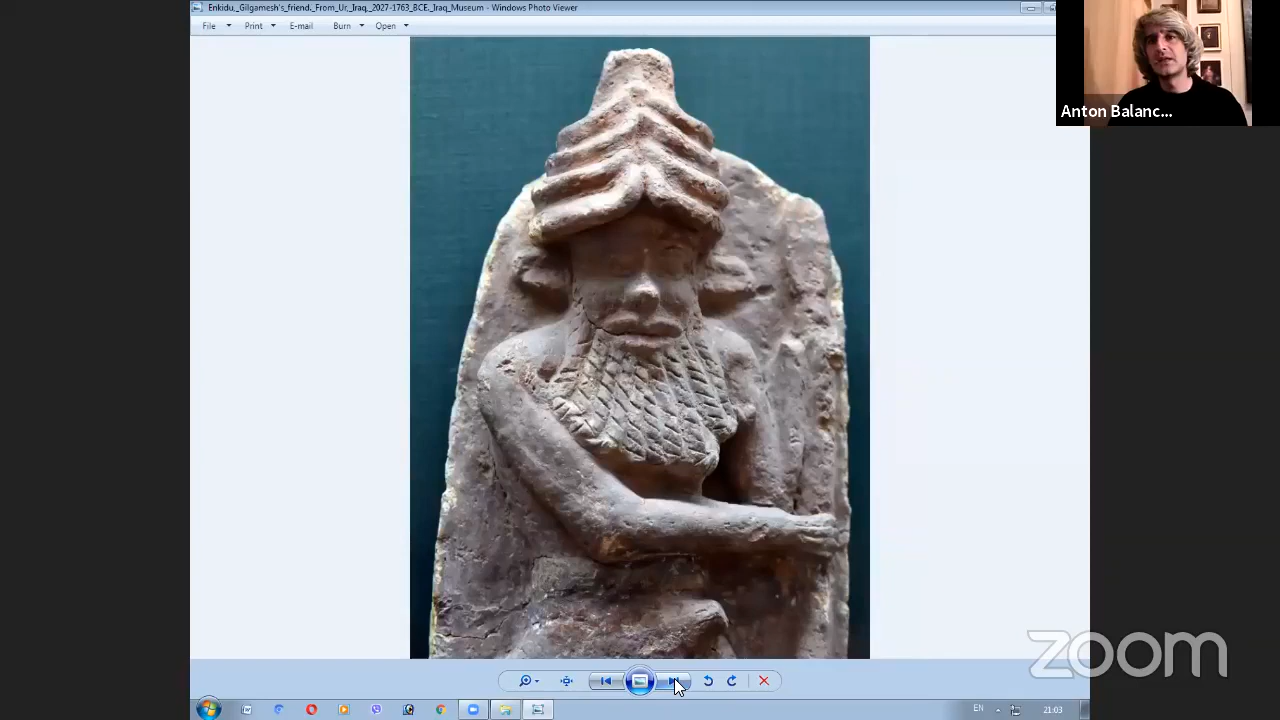 Enkidu,_Gilgamesh's_friend._From_Ur,_Iraq,_2027-1763_BCE,_Iraq_Museum - Windows Photo Viewer
File Print E-mail Burn Open
Anton Balanc...
zoom
EN 21:03